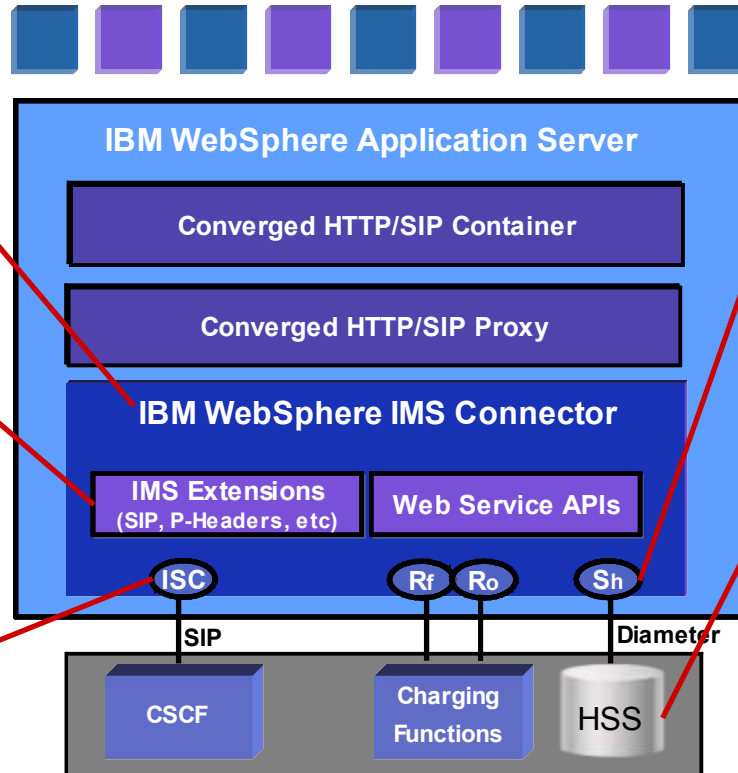 IBM WebSphere Application Server
Converged HTTP/SIP Container
Converged HTTP/SIP Proxy
IBM WebSphere IMS Connector
IMS Extensions
(SIP, P-Headers, etc)
Web Service APIs
ISC
Rf
Ro
Sh
SIP
Diameter
CSCF
Charging
Functions
HSS